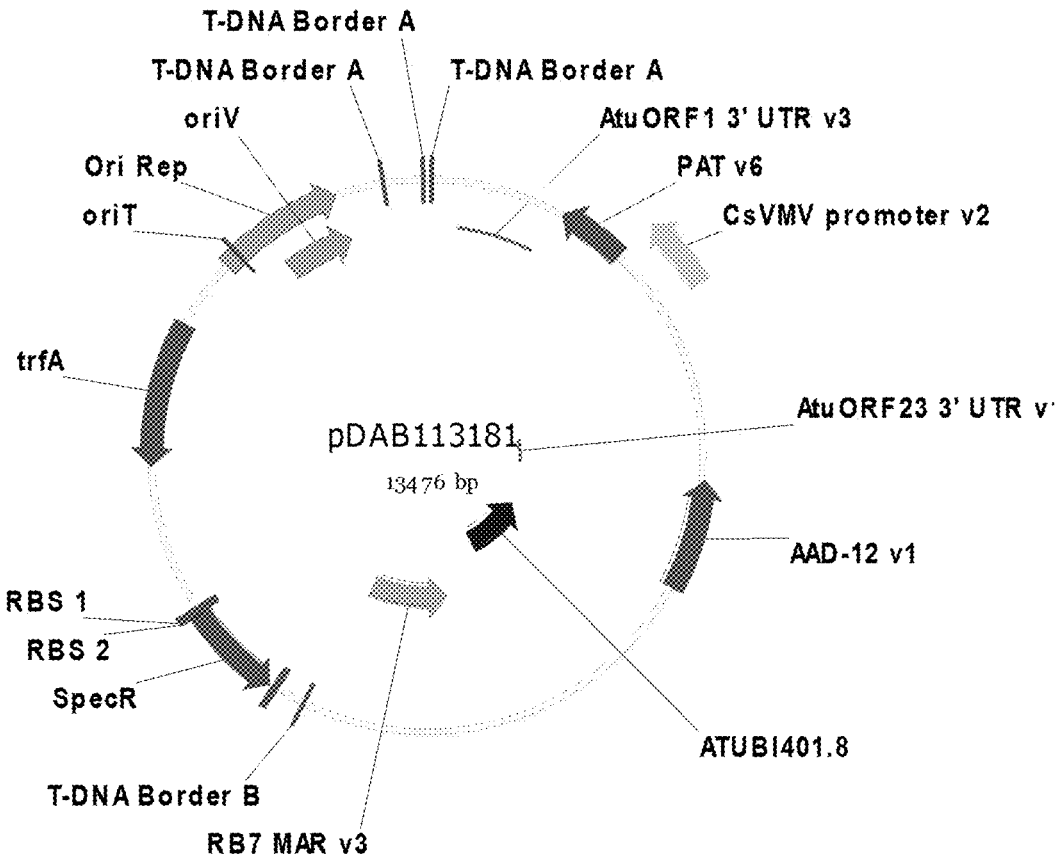 T-DNA Border A
T-DNA Border A
T-DNA Border A
oriV
AtuORF1 3' UTR v3
Ori Rep
PAT v6
oriT
CsVMV promoter v2
trfA
AtuORF23 3' UTR v
pDAB113181
13476 bp
AAD-12 v1
RBS 1
RBS 2
SpecR
ATUBI401.8
T-DNA Border B
RB7 MAR v3